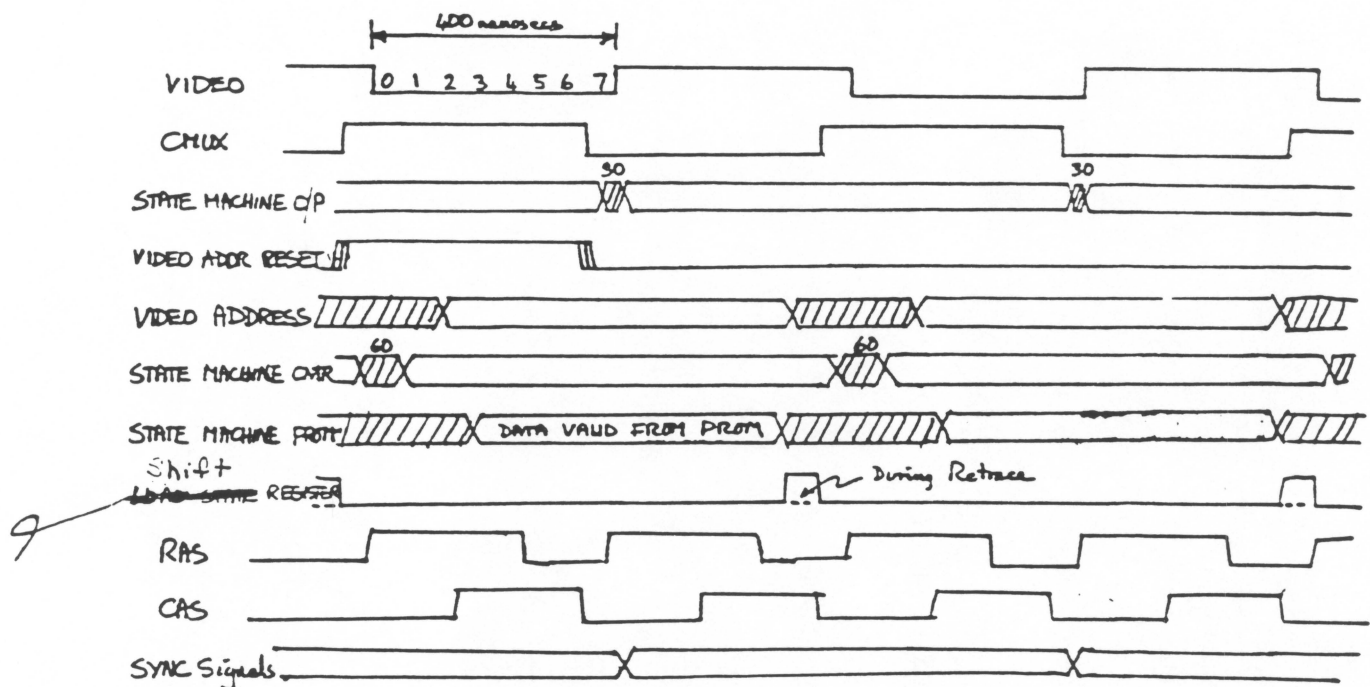 400 nanosecs
VIDEO 0 1 2 3 4 5 6 7
CMUX
30 30
STATE MACHINE O/P
VIDEO ADDR RESET
VIDEO ADDRESS
60 60
STATE MACHINE CNTR
STATE MACHINE PROM DATA VALID FROM PROM
Shift During Retrace
LOAD STATE REGISTER
RAS
CAS
SYNC Signals